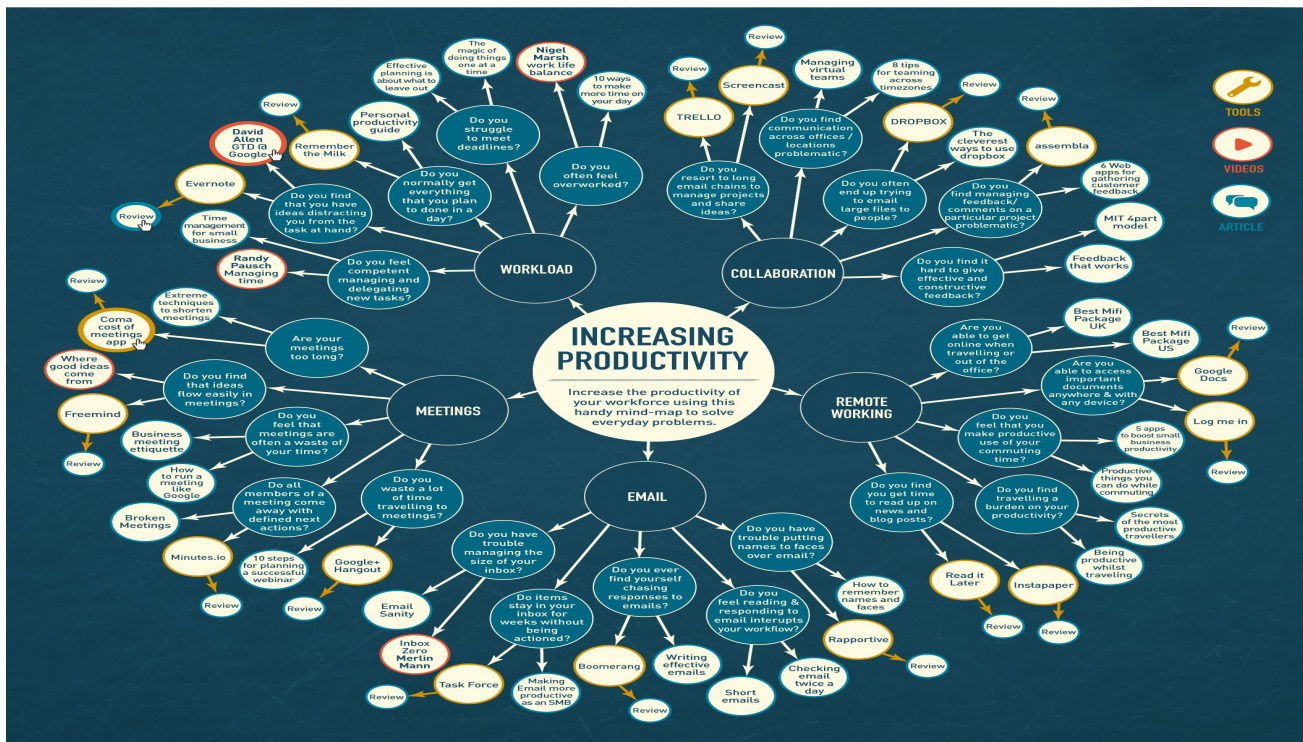 INCREASING
PRODUCTIVITY
Increase the productivity of
your workforce using this
handy mind-map to solve
everyday problems.
TOOLS
VIDEOS
ARTICLE
WORKLOAD
Do you feel
competent
managing and
delegating
new tasks?
Randy
Pausch
Managing
time
Time
management
for small
business
Do you find
that you have
ideas distracting
you from the
task at hand?
Evernote
Review
David
Allen
GTD @
Google
Do you
normally get
everything
that you plan
to done in a
day?
Remember
the Milk
Review
Personal
productivity
guide
Do you
struggle
to meet
deadlines?
Effective
planning is
about what to
leave out
The
magic of
doing things
one at a
time
Do you
often feel
overworked?
Nigel
Marsh
work life
balance
10 ways
to make
more time on
your day
COLLABORATION
Do you
resort to long
email chains to
manage projects
and share
ideas?
TRELLO
Review
Screencast
Review
Do you find
communication
across offices /
locations
problematic?
Managing
virtual
teams
8 tips
for teaming
across
timezones
Do you often
end up trying
to email
large files to
people?
DROPBOX
Review
The
cleverest
ways to use
dropbox
Do you
find managing
feedback/
comments on a
particular project
problematic?
assembla
Review
6 Web
apps for
gathering
customer
feedback
Do you find it
hard to give
effective and
constructive
feedback?
MIT 4part
model
Feedback
that works
REMOTE
WORKING
Are you
able to get
online when
travelling or
out of the
office?
Best Mifi
Package
UK
Best Mifi
Package
US
Are you
able to access
important
documents
anywhere & with
any device?
Google
Docs
Review
Log me in
Review
Do you
feel that you
make productive
use of your
commuting
time?
5 apps
to boost small
business
productivity
Productive
things you
can do while
commuting
Do you find
travelling a
burden on your
productivity?
Secrets
of the most
productive
travellers
Being
productive
whilst
traveling
Do you find
you get time
to read up on
news and
blog posts?
Instapaper
Review
Read it
Later
Review
EMAIL
Do you have
trouble putting
names to faces
over email?
How to
remember
names and
faces
Rapportive
Review
Do you
feel reading &
responding to
email interupts
your workflow?
Checking
email
twice a
day
Short
emails
Do you ever
find yourself
chasing
responses to
emails?
Writing
effective
emails
Boomerang
Review
Do items
stay in your
inbox for
weeks without
being
actioned?
Making
Email more
productive
as an SMB
Task Force
Review
Do you have
trouble
managing the
size of your
inbox?
Inbox
Zero
Merlin
Mann
Email
Sanity
MEETINGS
Do you
waste a lot
of time
travelling to
meetings?
Google+
Hangout
Review
10 steps
for planning
a successful
webinar
Do all
members of a
meeting come
away with
defined next
actions?
Minutes.io
Review
Broken
Meetings
Do you
feel that
meetings are
often a waste of
your time?
How
to run a
meeting
like
Google
Business
meeting
ettiquette
Do you find
that ideas
flow easily in
meetings?
Freemind
Review
Where
good ideas
come
from
Are your
meetings
too long?
Coma
cost of
meetings
app
Review
Extreme
techniques
to shorten
meetings